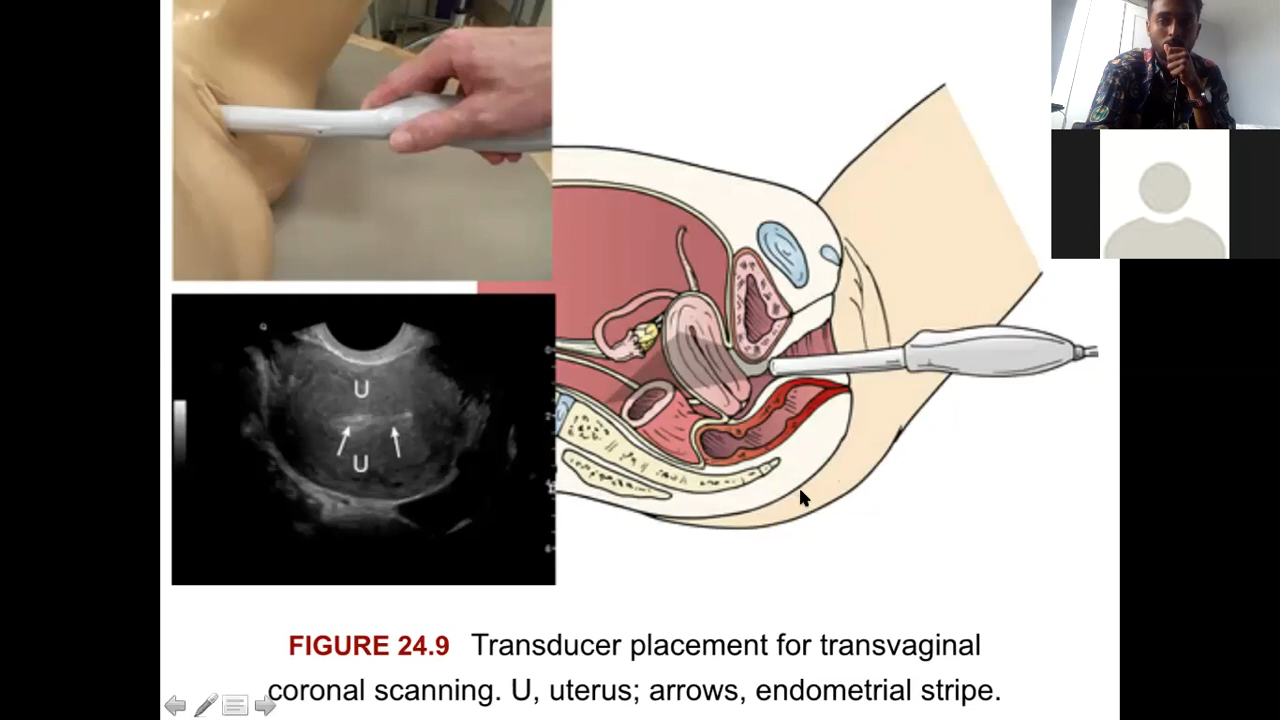 U
U
FIGURE 24.9 Transducer placement for transvaginal
coronal scanning. U, uterus; arrows, endometrial stripe.